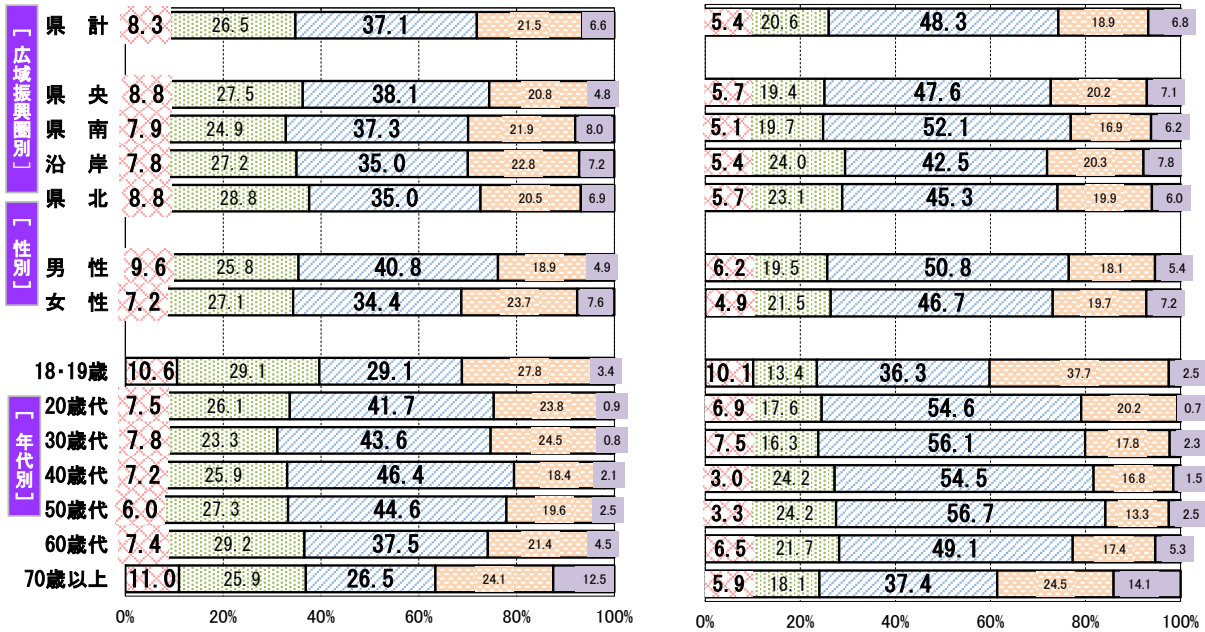 [広域振興圏別]
県 計 8.3 26.5 37.1 21.5 6.6 5.4 20.6 48.3 18.9 6.8
県 央 8.8 27.5 38.1 20.8 4.8 5.7 19.4 47.6 20.2 7.1
県 南 7.9 24.9 37.3 21.9 8.0 5.1 19.7 52.1 16.9 6.2
沿 岸 7.8 27.2 35.0 22.8 7.2 5.4 24.0 42.5 20.3 7.8
県 北 8.8 28.8 35.0 20.5 6.9 5.7 23.1 45.3 19.9 6.0
[性別]
男 性 9.6 25.8 40.8 18.9 4.9 6.2 19.5 50.8 18.1 5.4
女 性 7.2 27.1 34.4 23.7 7.6 4.9 21.5 46.7 19.7 7.2
18・19歳 10.6 29.1 29.1 27.8 3.4 10.1 13.4 36.3 37.7 2.5
[年代別]
20歳代 7.5 26.1 41.7 23.8 0.9 6.9 17.6 54.6 20.2 0.7
30歳代 7.8 23.3 43.6 24.5 0.8 7.5 16.3 56.1 17.8 2.3
40歳代 7.2 25.9 46.4 18.4 2.1 3.0 24.2 54.5 16.8 1.5
50歳代 6.0 27.3 44.6 19.6 2.5 3.3 24.2 56.7 13.3 2.5
60歳代 7.4 29.2 37.5 21.4 4.5 6.5 21.7 49.1 17.4 5.3
70歳以上 11.0 25.9 26.5 24.1 12.5 5.9 18.1 37.4 24.5 14.1
0% 20% 40% 60% 80% 100% 0% 20% 40% 60% 80% 100%